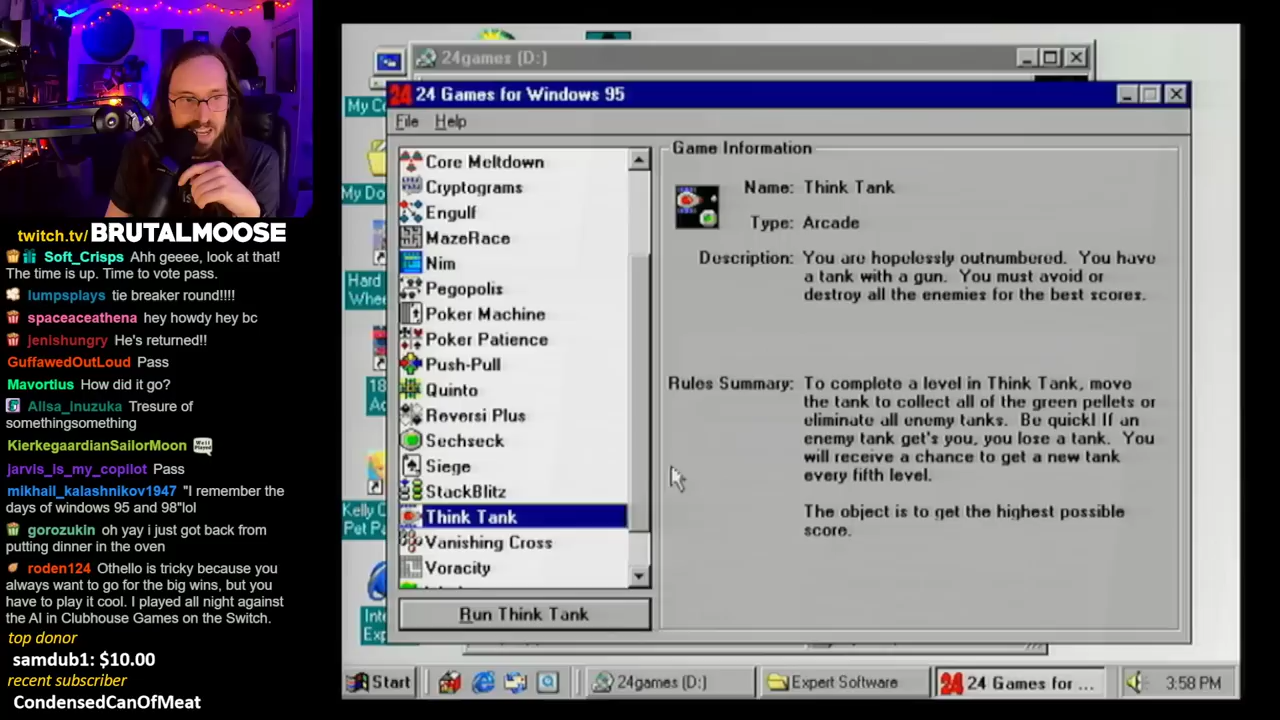 twitch.tv/BRUTALMOOSE
Soft_Crisps Ahh geeee, look at that!
The time is up. Time to vote pass.
lumpsplays tie breaker round!!!!
spaceaceathena hey howdy hey bc
jenishungry He's returned!!
GuffawedOutLoud Pass
Mavortius How did it go?
Alisa_inuzuka Tresure of
somethingsomething
KierkegaardianSailorMoon
jarvis_is_my_copilot Pass
mikhail_kalashnikov1947 "I remember the
days of windows 95 and 98"lol
gorozukin oh yay i just got back from
putting dinner in the oven
roden124 Othello is tricky because you
always want to go for the big wins, but you
have to play it cool. I played all night against
the AI in Clubhouse Games on the Switch.
top donor
samdub1: $10.00
recent subscriber
CondensedCanOfMeat
24games (D:)
24 Games for Windows 95
File Help
My Co
My Do
Hard
Whee
18
Ac
Kelly C
Pet Pa
Inte
Exp
Core Meltdown
Cryptograms
Engulf
MazeRace
Nim
Pegopolis
Poker Machine
Poker Patience
Push-Pull
Quinto
Reversi Plus
Sechseck
Siege
StackBlitz
Think Tank
Vanishing Cross
Voracity
Run Think Tank
Game Information
Name: Think Tank
Type: Arcade
Description: You are hopelessly outnumbered. You have
a tank with a gun. You must avoid or
destroy all the enemies for the best scores.
Rules Summary: To complete a level in Think Tank, move
the tank to collect all of the green pellets or
eliminate all enemy tanks. Be quick! If an
enemy tank get's you, you lose a tank. You
will receive a chance to get a new tank
every fifth level.
The object is to get the highest possible
score.
Start
24games (D:)
Expert Software
24 Games for ...
3:58 PM